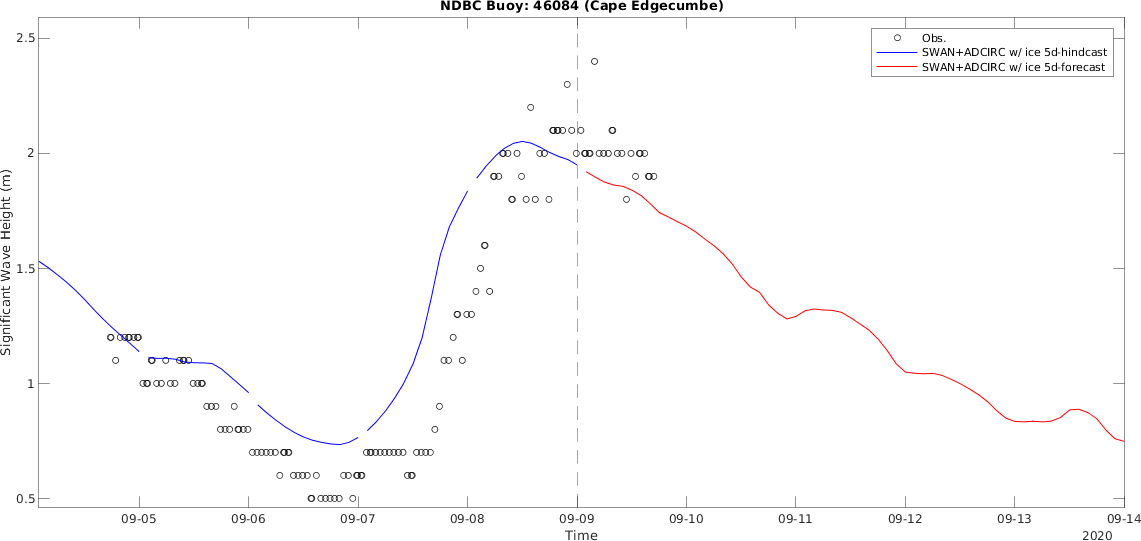 NDBC Buoy: 46084 (Cape Edgecumbe)
Obs.
SWAN+ADCIRC w/ ice 5d-hindcast
SWAN+ADCIRC w/ ice 5d-forecast
Significant Wave Height (m)
2.5
2
1.5
1
0.5
09-05 09-06 09-07 09-08 09-09 09-10 09-11 09-12 09-13 09-14
Time
2020